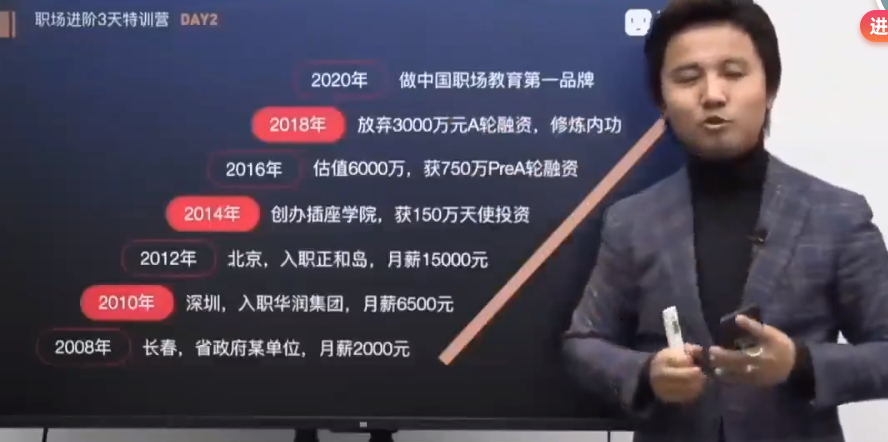 职场进阶3天特训营 DAY2
进
2020年 做中国职场教育第一品牌
2018年 放弃3000万元A轮融资，修炼内功
2016年 估值6000万，获750万PreA轮融资
2014年 创办插座学院，获150万天使投资
2012年 北京，入职正和岛，月薪15000元
2010年 深圳，入职华润集团，月薪6500元
2008年 长春，省政府某单位，月薪2000元